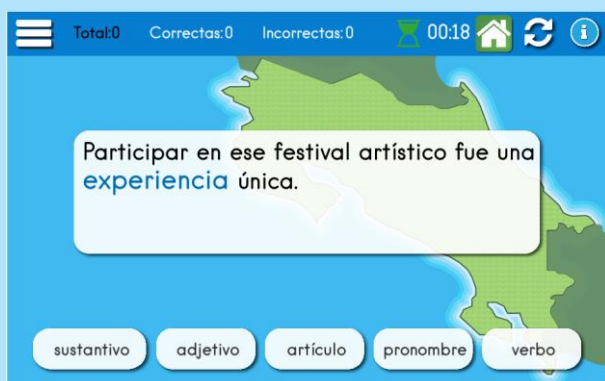 Total:0 Correctas:0 Incorrectas:0 00:18
Participar en ese festival artístico fue una
experiencia única.
sustantivo adjetivo artículo pronombre verbo